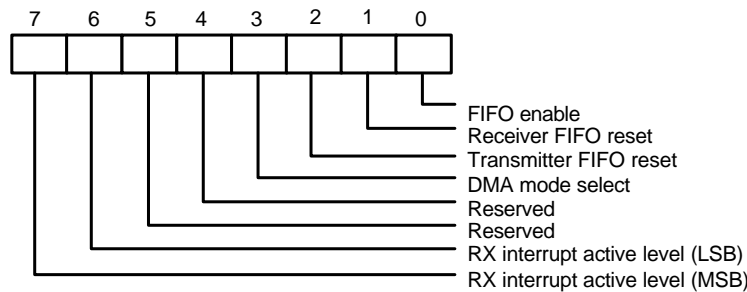 7 6 5 4 3 2 1 0
FIFO enable
Receiver FIFO reset
Transmitter FIFO reset
DMA mode select
Reserved
Reserved
RX interrupt active level (LSB)
RX interrupt active level (MSB)